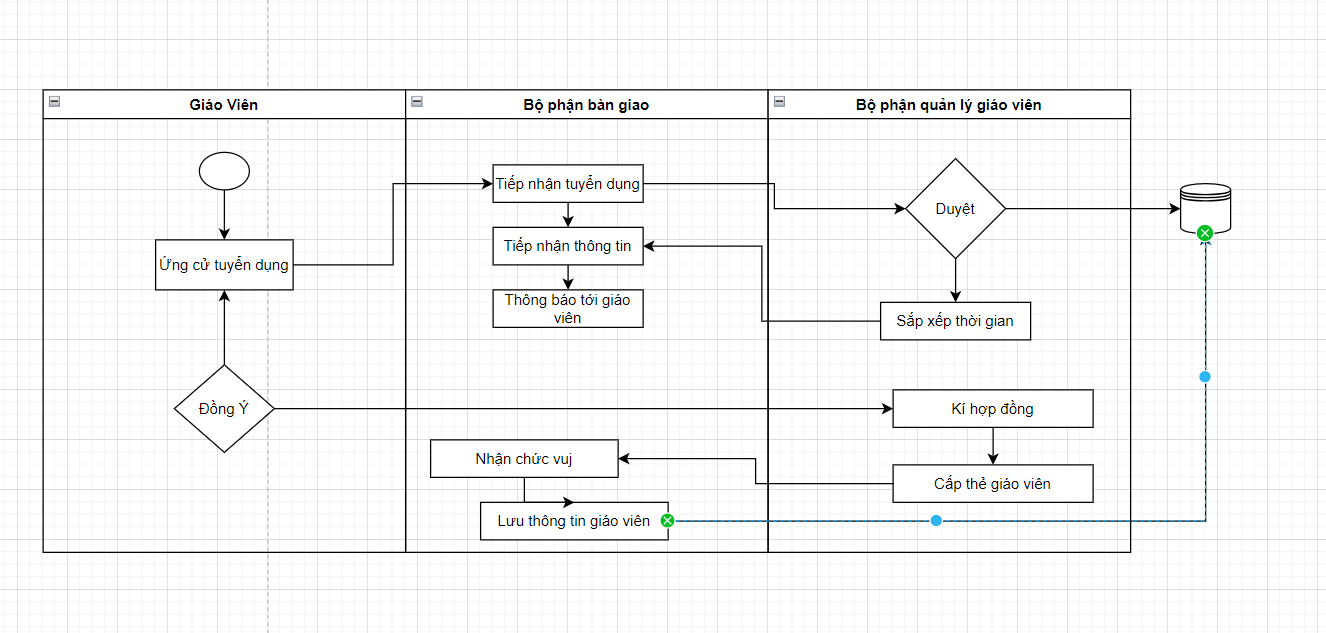 Giáo Viên
Bộ phận bàn giao
Bộ phận quản lý giáo viên
Tiếp nhận tuyển dụng
Duyệt
Tiếp nhận thông tin
Ứng cử tuyển dụng
Thông báo tới giáo
viên
Sắp xếp thời gian
Đồng Ý
Kí hợp đồng
Nhận chức vuj
Cấp thẻ giáo viên
Lưu thông tin giáo viên